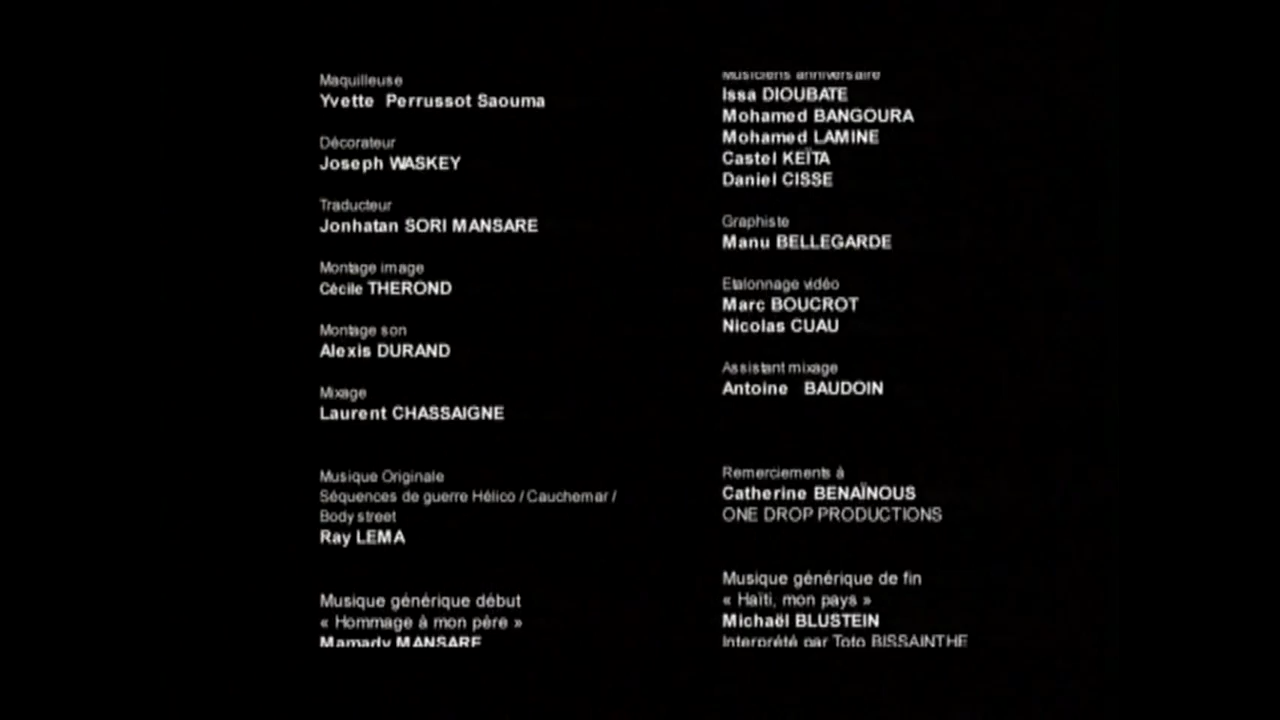 Maquilleuse
Yvette Perrussot Saouma
Décorateur
Joseph WASKEY
Traducteur
Jonhatan SORI MANSARE
Montage image
Cécile THEROND
Montage son
Alexis DURAND
Mixage
Laurent CHASSAIGNE
Musique Originale
Séquences de guerre Hélico / Cauchemar /
Body street
Ray LEMA
Musique générique début
« Hommage à mon père »
Mamady MANSARE
Musiciens anniversaire
Issa DIOUBATE
Mohamed BANGOURA
Mohamed LAMINE
Castel KEÏTA
Daniel CISSE
Graphiste
Manu BELLEGARDE
Etalonnage vidéo
Marc BOUCROT
Nicolas CUAU
Assistant mixage
Antoine BAUDOIN
Remerciements à
Catherine BENAÏNOUS
ONE DROP PRODUCTIONS
Musique générique de fin
« Haïti, mon pays »
Michaël BLUSTEIN
Interprété par Toto BISSAINTHE